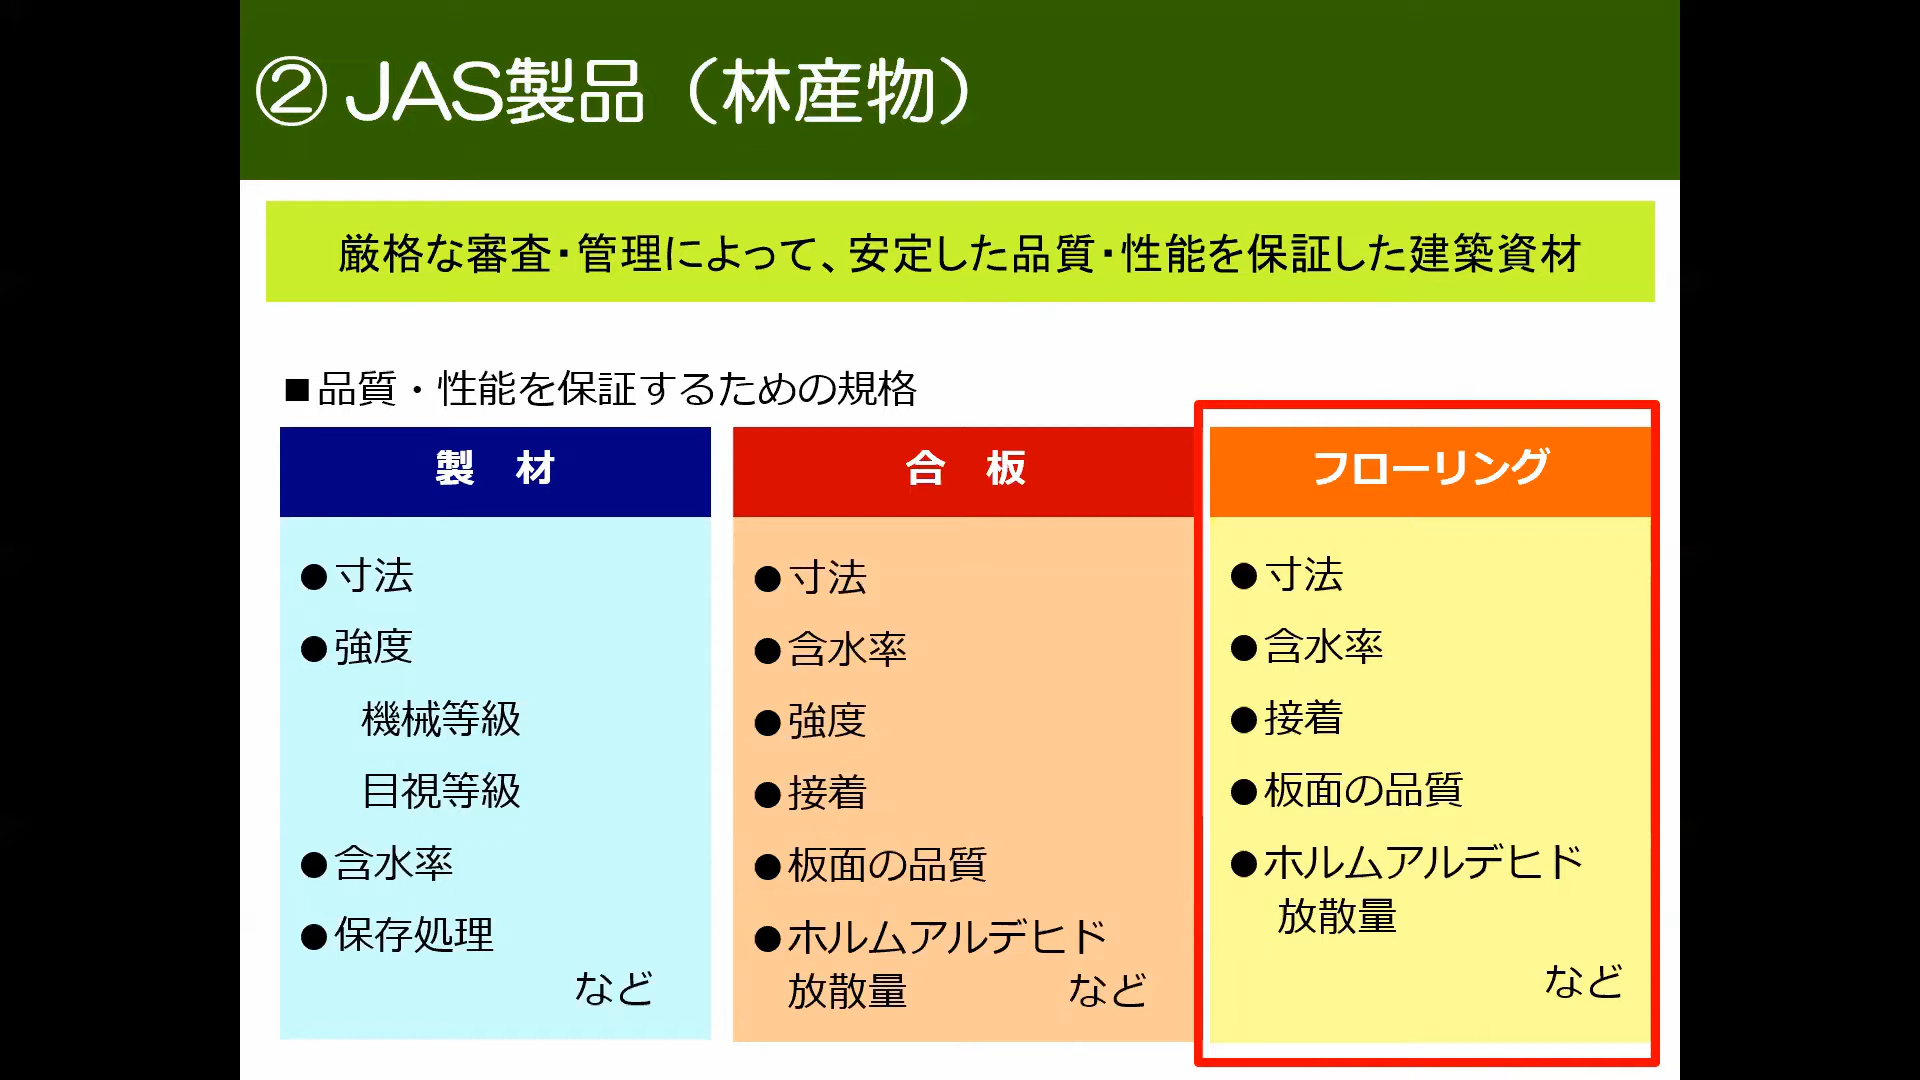 ② JAS製品（林産物）
厳格な審査・管理によって、安定した品質・性能を保証した建築資材
■品質・性能を保証するための規格
製　材
●寸法
●強度
機械等級
目視等級
●含水率
●保存処理
など
合　板
●寸法
●含水率
●強度
●接着
●板面の品質
●ホルムアルデヒド
放散量　　　　など
フローリング
●寸法
●含水率
●接着
●板面の品質
●ホルムアルデヒド
放散量
など